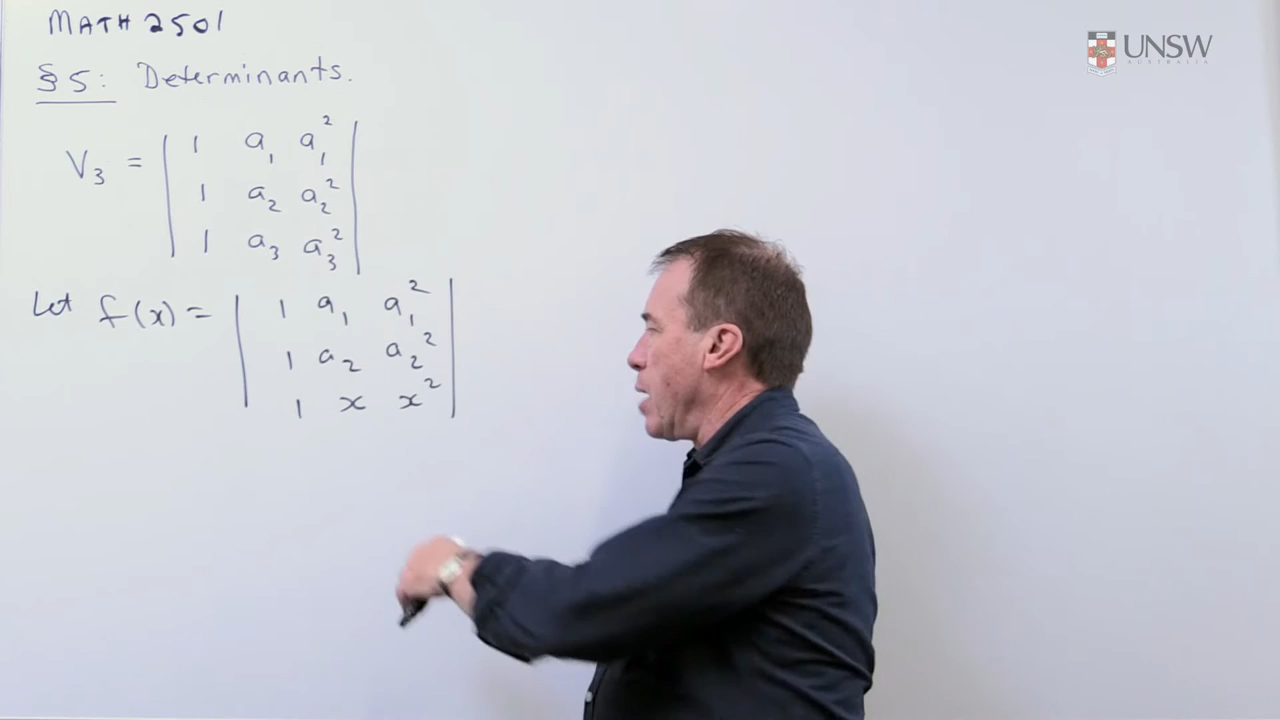 MATH 2501
§5: Determinants.
V₃ = | 1 a₁ a₁² |
| 1 a₂ a₂² |
| 1 a₃ a₃² |
Let f(x) = | 1 a₁ a₁² |
| 1 a₂ a₂² |
| 1 x x² |
UNSW
AUSTRALIA